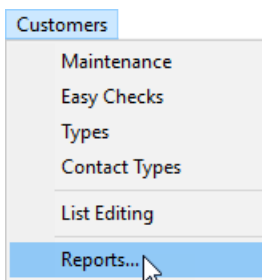 Customers
Maintenance
Easy Checks
Types
Contact Types
List Editing
Reports...